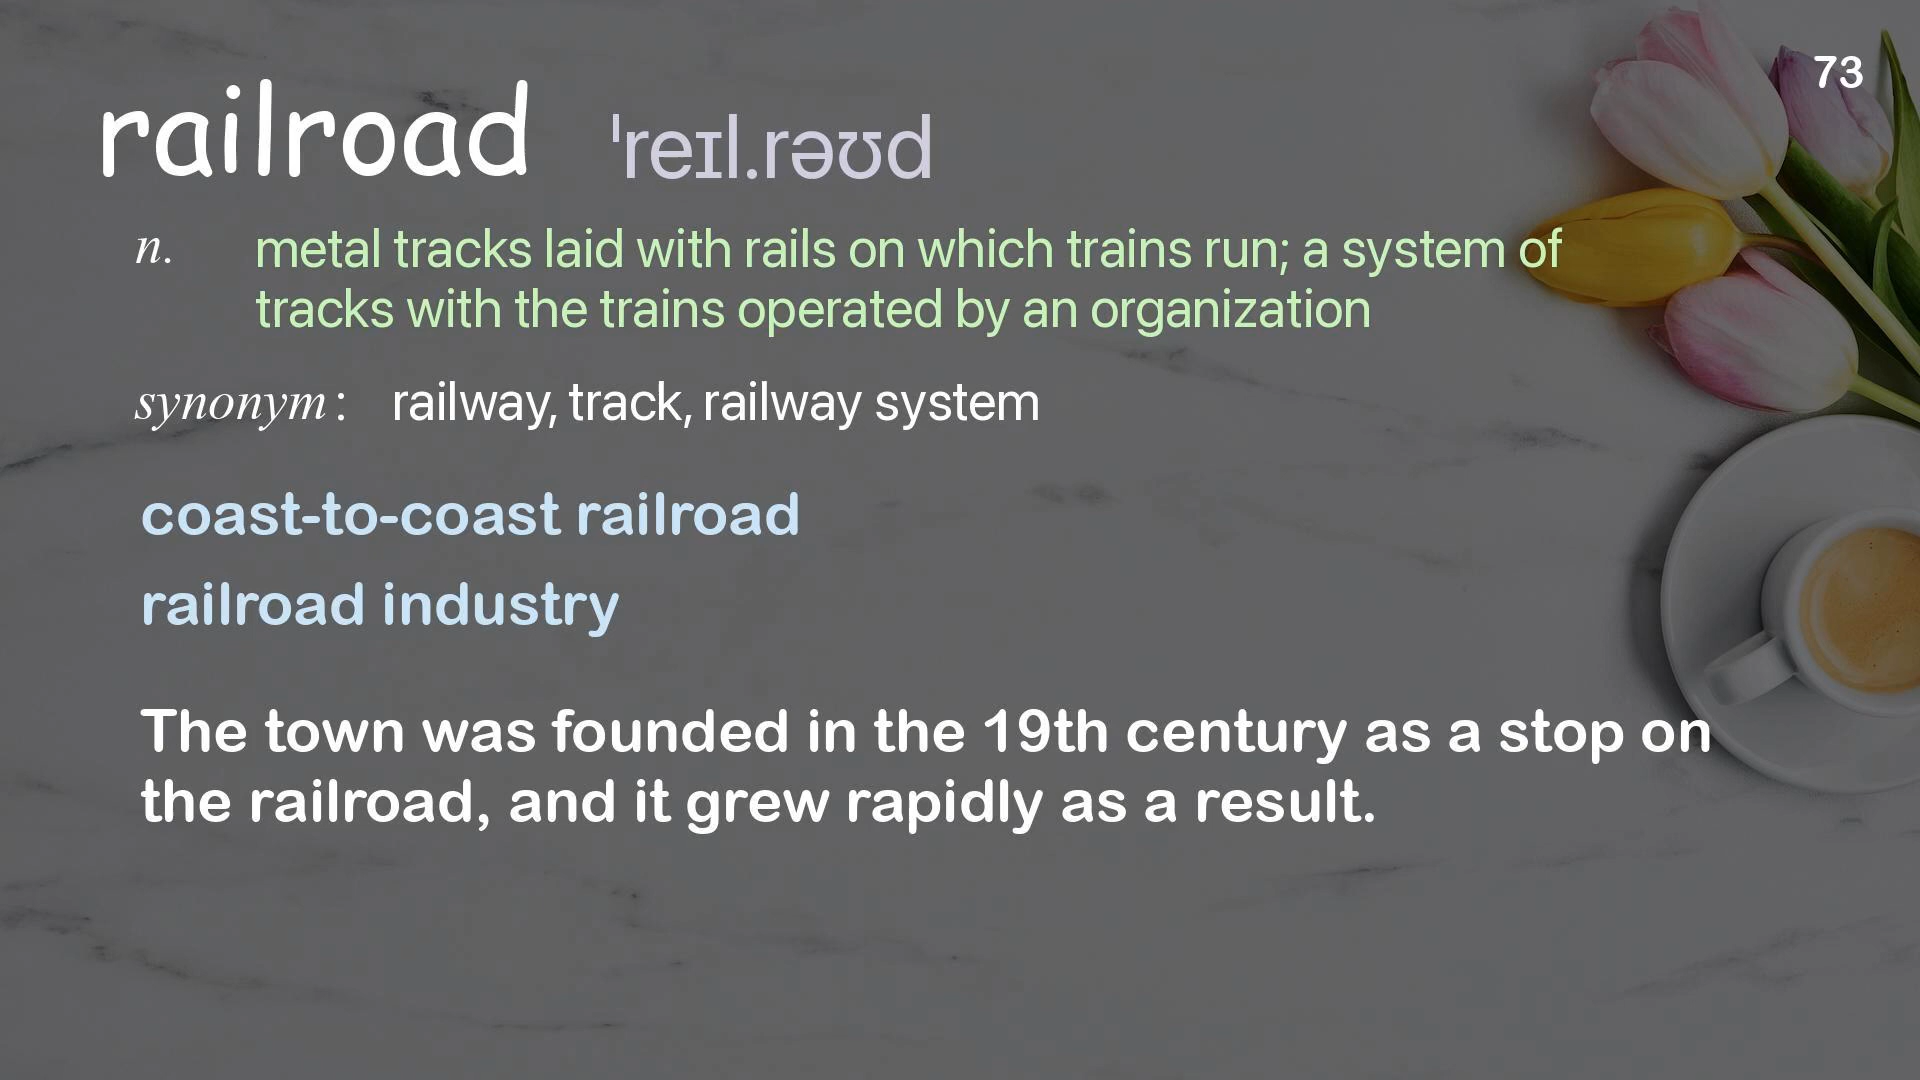 73
railroad ˈreɪl.rəʊd
n. metal tracks laid with rails on which trains run; a system of
tracks with the trains operated by an organization
synonym : railway, track, railway system
coast-to-coast railroad
railroad industry
The town was founded in the 19th century as a stop on
the railroad, and it grew rapidly as a result.